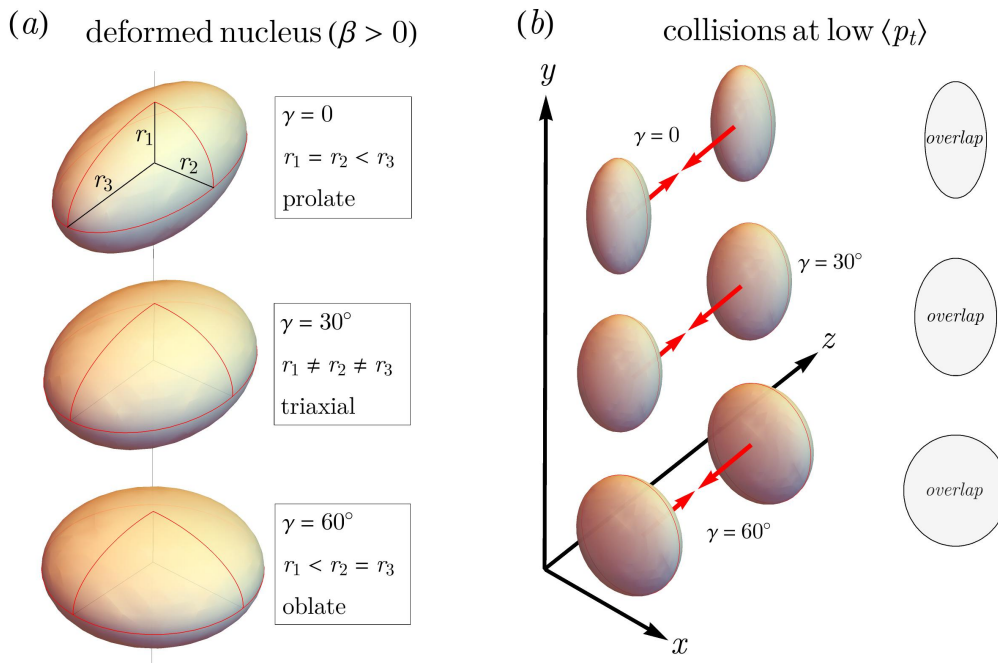 (a) deformed nucleus (β > 0)
r₁
r₂
r₃
γ = 0
r₁ = r₂ < r₃
prolate
γ = 30°
r₁ ≠ r₂ ≠ r₃
triaxial
γ = 60°
r₁ < r₂ = r₃
oblate
(b) collisions at low ⟨pₜ⟩
y
γ = 0
overlap
γ = 30°
overlap
z
overlap
γ = 60°
x